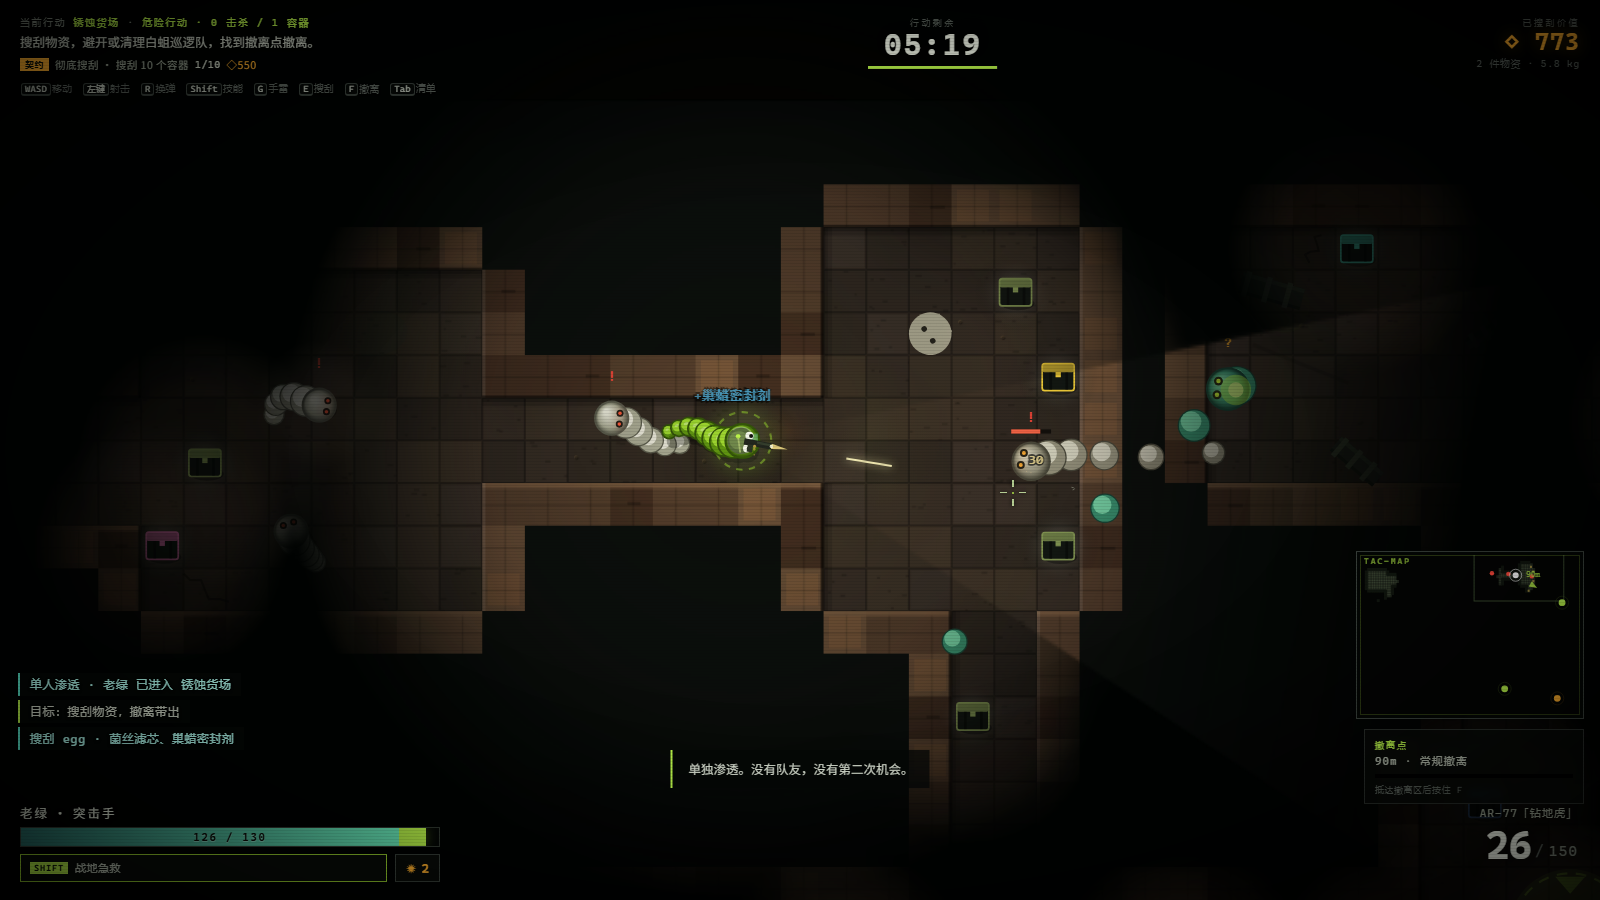 当前行动 锈蚀货场 · 危险行动 · 0 击杀 / 1 容器
搜刮物资，避开或清理白蛆巡逻队，找到撤离点撤离。
契约 彻底搜刮 · 搜刮 10 个容器 1/10 ◇550
WASD 移动 左键 射击 R 换弹 Shift 技能 G 手雷 E 搜刮 F 撤离 Tab 清单
行动剩余
05:19
已搜刮价值
◇ 773
2 件物资 · 5.8 kg
!
!
+巢蜡密封剂
!
30
?
TAC-MAP
90m
撤离点
90m · 常规撤离
抵达撤离区后按住 F
单人渗透 · 老绿 已进入 锈蚀货场
目标: 搜刮物资, 撤离带出
搜刮 egg · 菌丝滤芯、巢蜡密封剂
单独渗透。没有队友，没有第二次机会。
老绿 · 突击手
126 / 130
SHIFT 战地急救
2
AR-77「钻地虎」
26 / 150